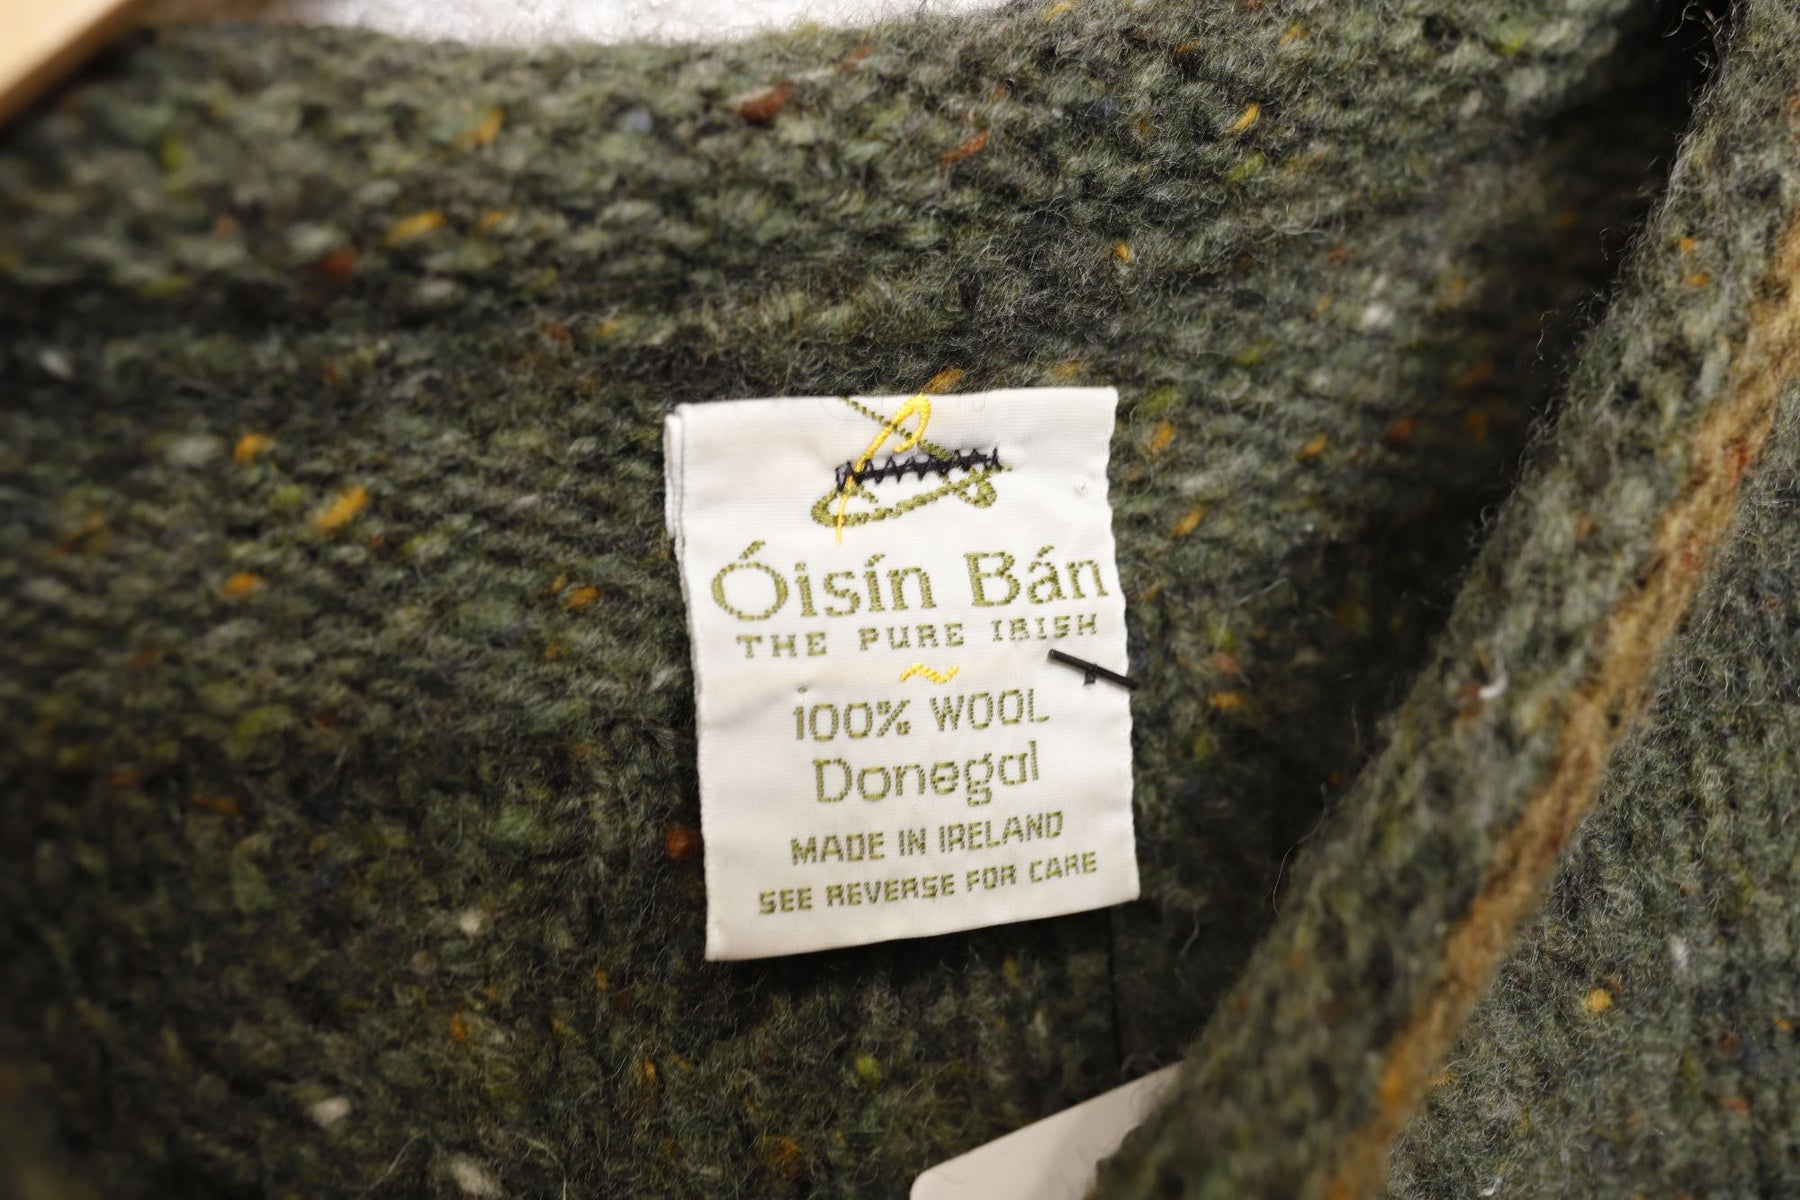 Óisín Bán
THE PURE IRISH
~
100% WOOL
Donegal
MADE IN IRELAND
SEE REVERSE FOR CARE